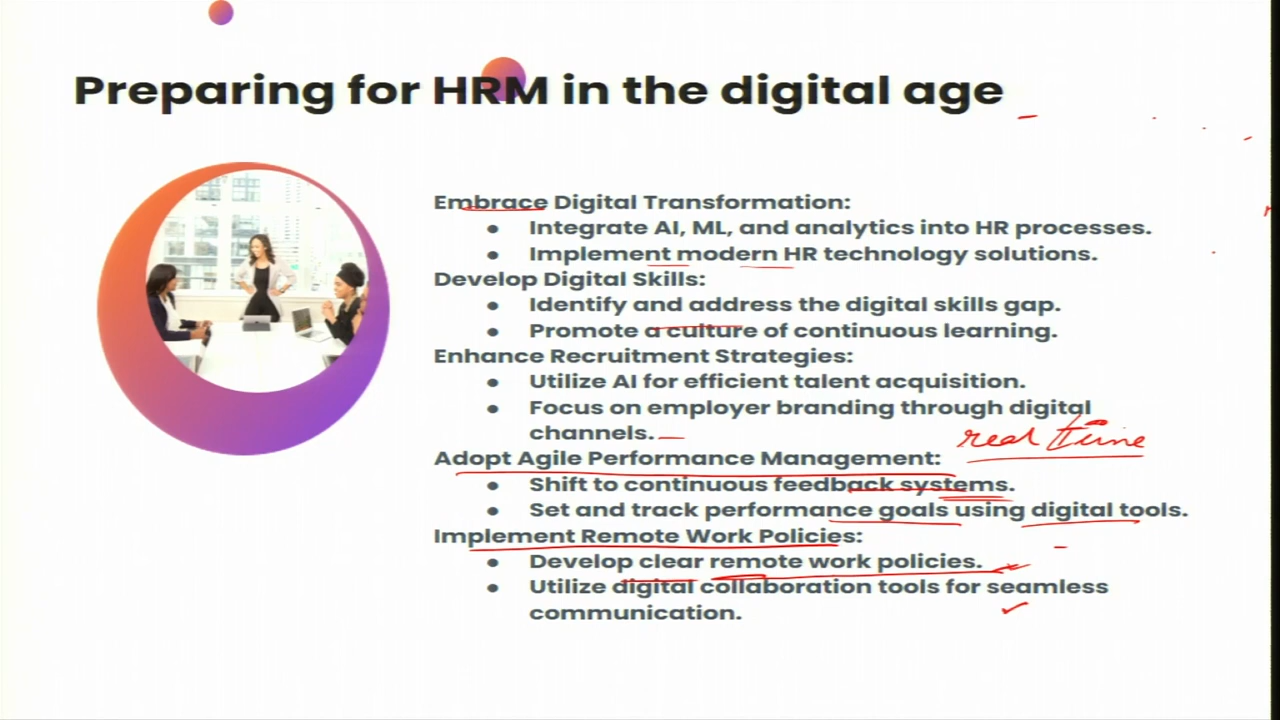 Preparing for HRM in the digital age
Embrace Digital Transformation:
● Integrate AI, ML, and analytics into HR processes.
● Implement modern HR technology solutions.
Develop Digital Skills:
● Identify and address the digital skills gap.
● Promote a culture of continuous learning.
Enhance Recruitment Strategies:
● Utilize AI for efficient talent acquisition.
● Focus on employer branding through digital
channels.
real time
Adopt Agile Performance Management:
● Shift to continuous feedback systems.
● Set and track performance goals using digital tools.
Implement Remote Work Policies:
● Develop clear remote work policies.
● Utilize digital collaboration tools for seamless
communication.